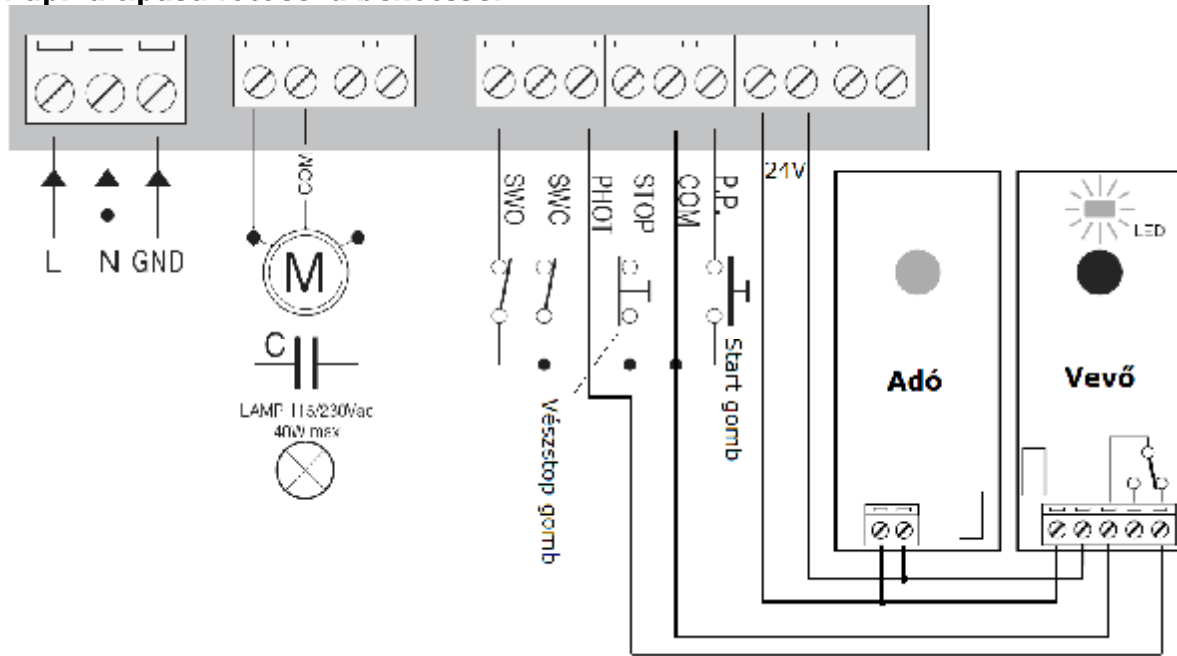 L N GND
COM
M
C
LAMP 115/230Vac
40W max
SWO
SWC
PHOT
STOP
COM
P.P.
24V
Vészstop gomb
Start gomb
Adó
LED
Vevő